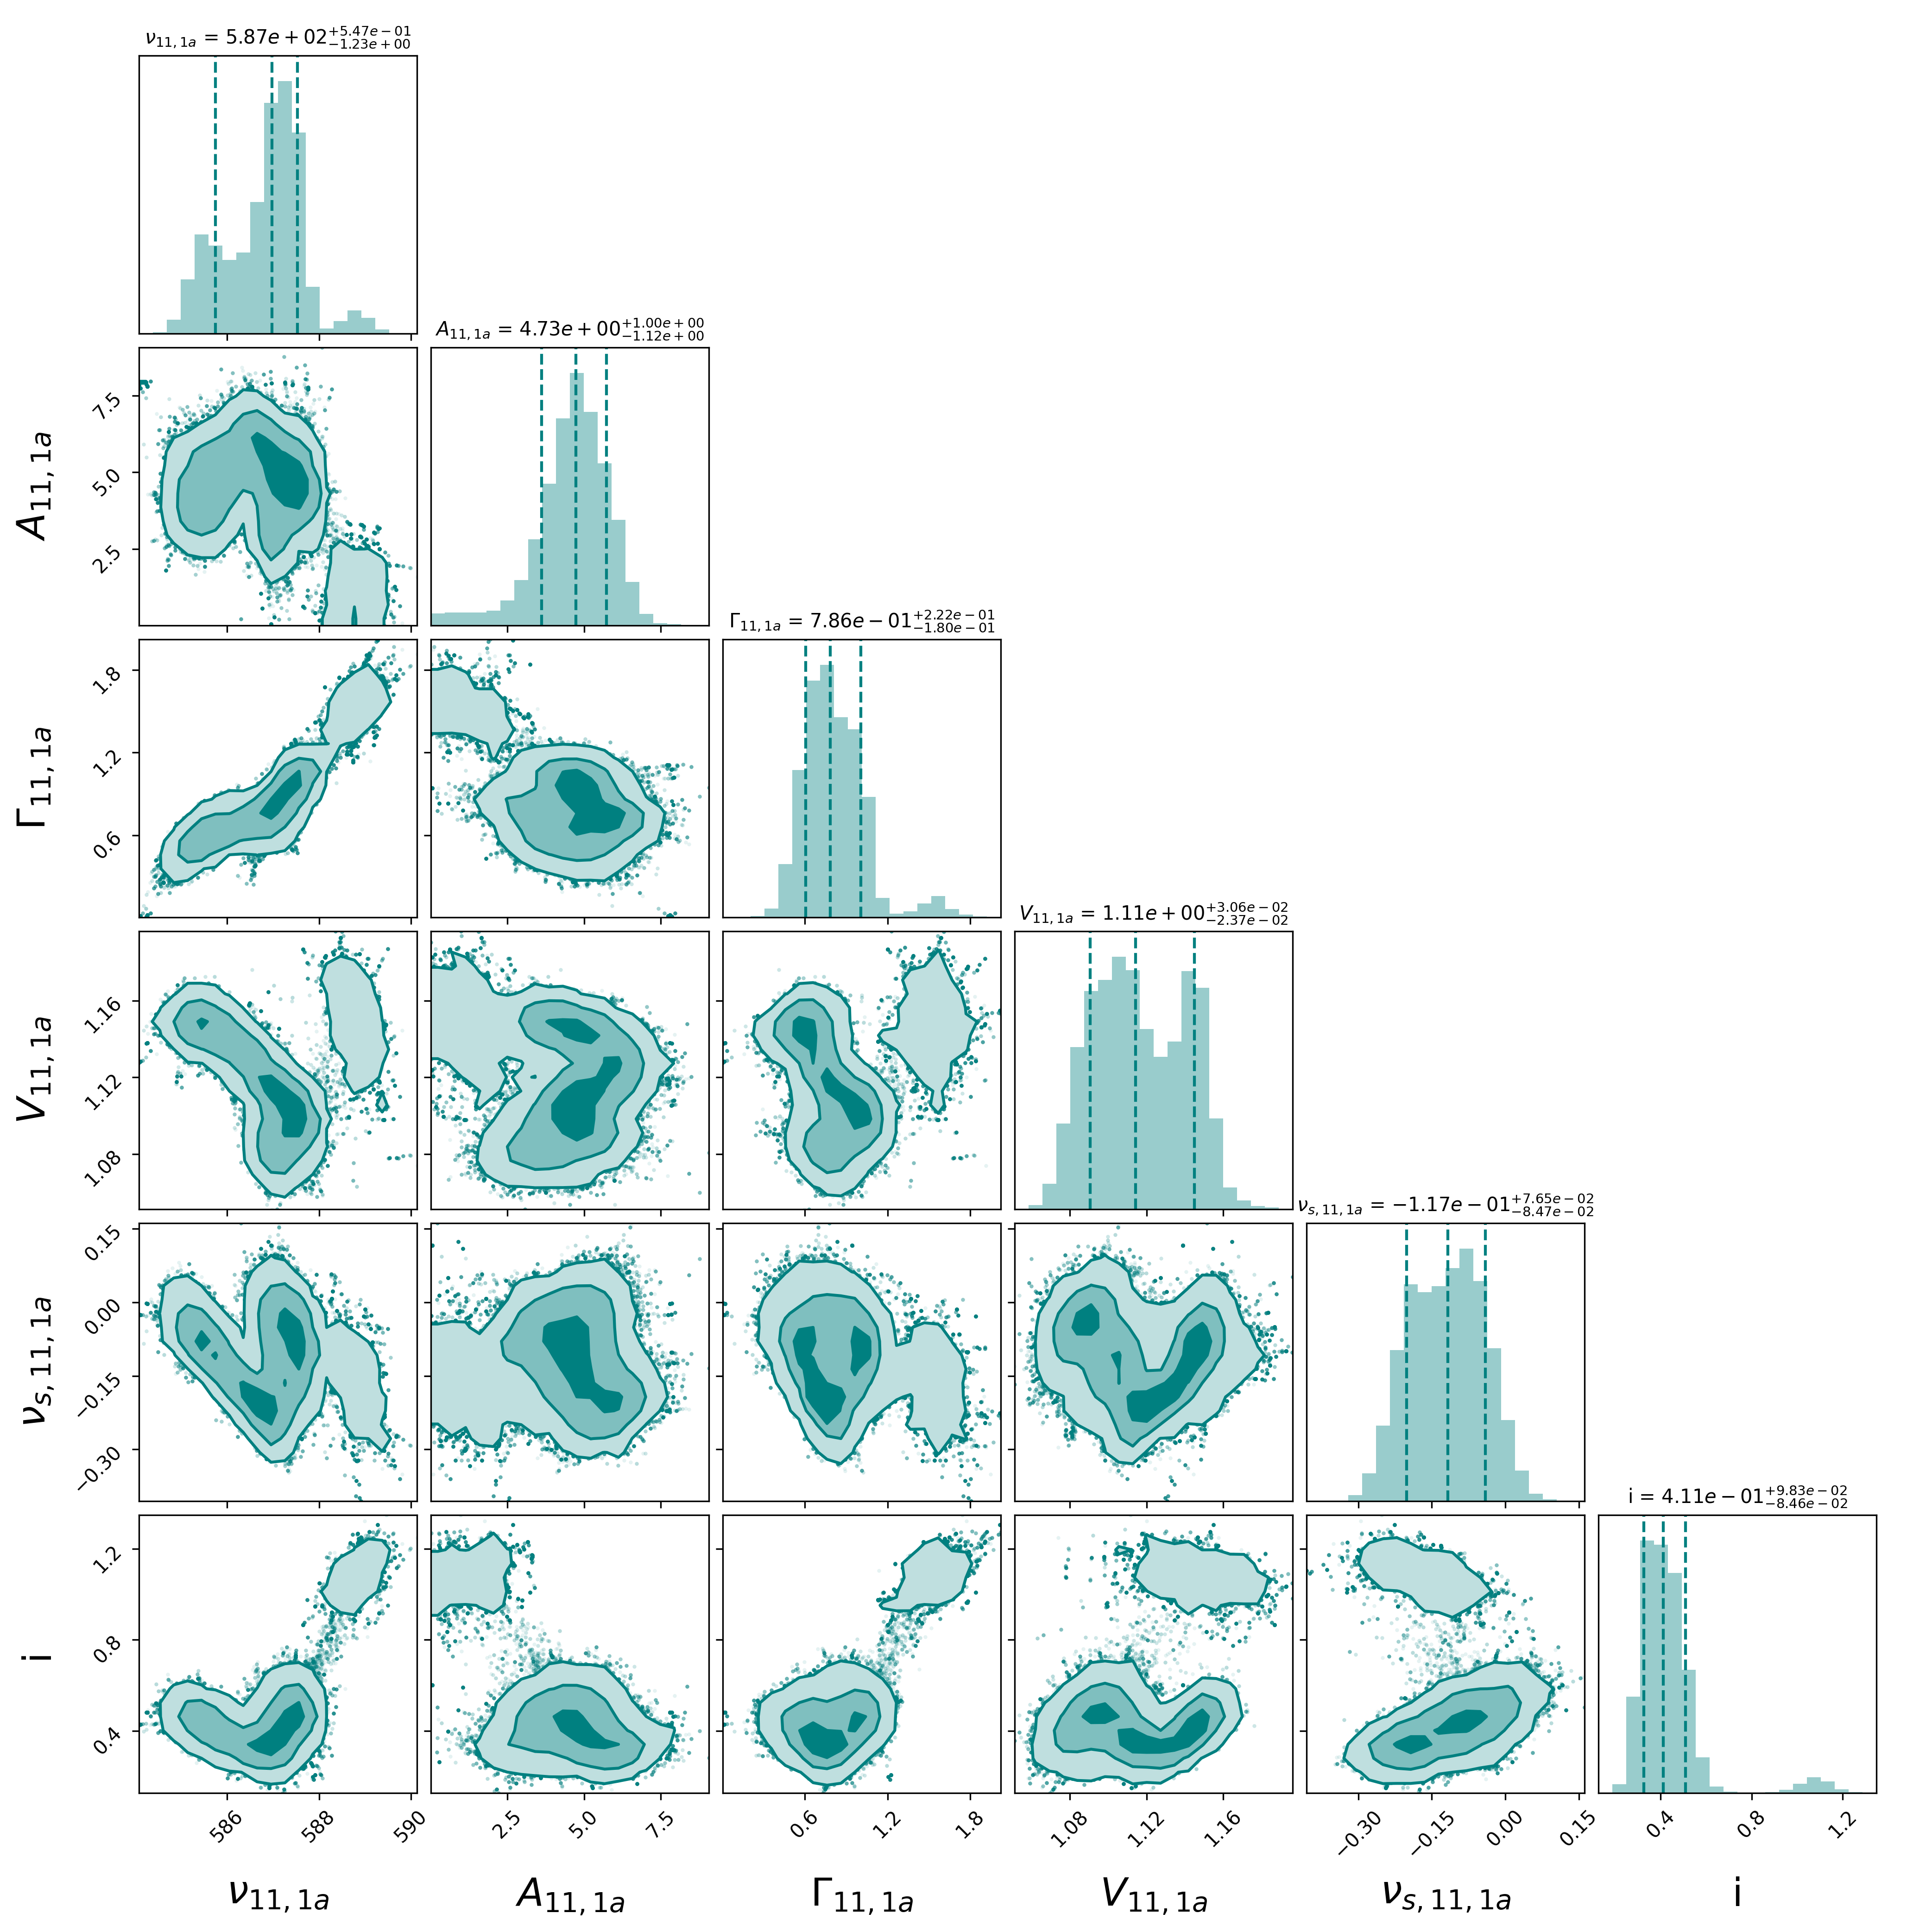 ν11,1a = 5.87e + 02 +5.47e−01 −1.23e+00
A11,1a = 4.73e + 00 +1.00e+00 −1.12e+00
7.5
5.0
2.5
A11,1a
Γ11,1a = 7.86e − 01 +2.22e−01 −1.80e−01
1.8
1.2
0.6
Γ11,1a
V11,1a = 1.11e + 00 +3.06e−02 −2.37e−02
1.16
1.12
1.08
V11,1a
νs,11,1a = −1.17e − 01 +7.65e−02 −8.47e−02
0.15
0.00
−0.15
−0.30
νs,11,1a
i = 4.11e − 01 +9.83e−02 −8.46e−02
1.2
0.8
0.4
i
586 588 590 2.5 5.0 7.5 0.6 1.2 1.8 1.08 1.12 1.16 −0.30 −0.15 0.00 0.15 0.4 0.8 1.2
ν11,1a A11,1a Γ11,1a V11,1a νs,11,1a i